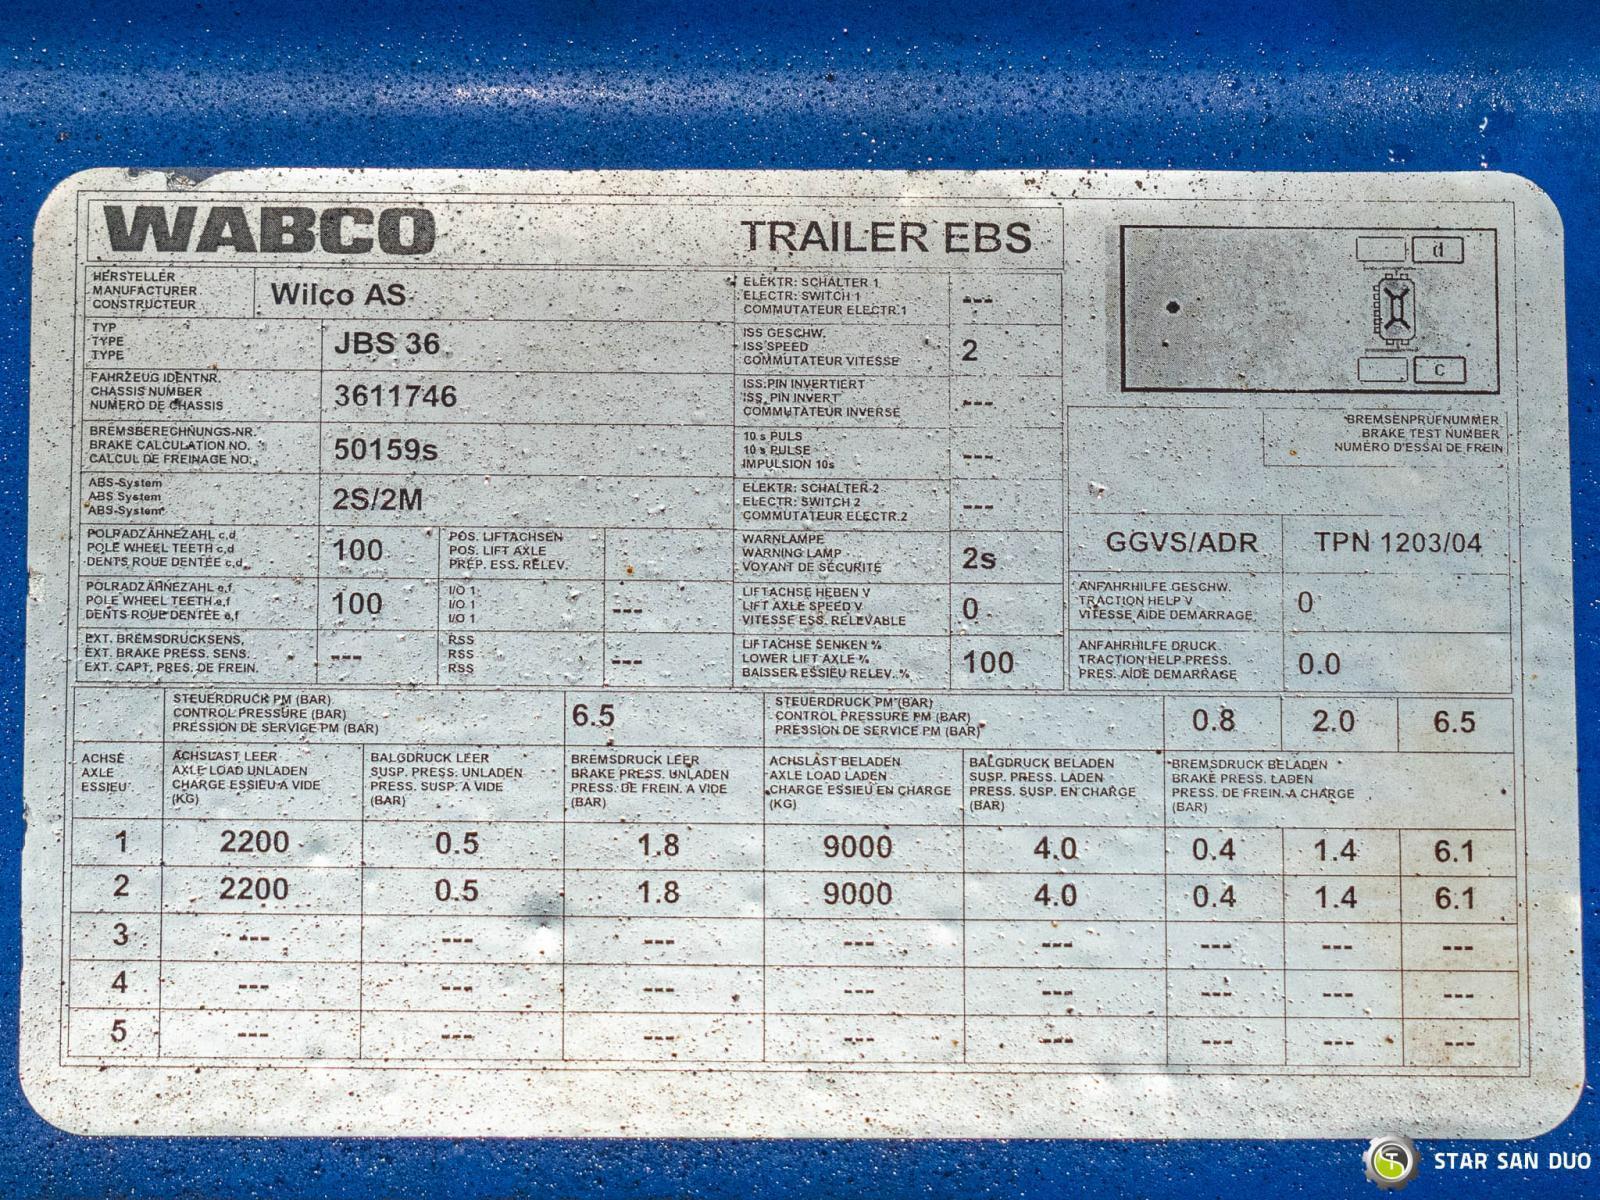 WABCO
TRAILER EBS
HERSTELLER
MANUFACTURER
CONSTRUCTEUR
Wilco AS
TYP
TYPE
TYPE
JBS 36
FAHRZEUG IDENTNR.
CHASSIS NUMBER
NUMERO DE CHASSIS
3611746
BREMSBERECHNUNGS-NR.
BRAKE CALCULATION NO.
CALCUL DE FREINAGE NO.
50159s
ABS-System
ABS System
ABS-System
2S/2M
POLRADZÄHNEZAHL c,d
POLE WHEEL TEETH c,d
DENTS ROUE DENTÉE c,d
100
POS. LIFTACHSEN
POS. LIFT AXLE
PRÉP. ESS. RELEV.
POLRADZÄHNEZAHL e,f
POLE WHEEL TEETH e,f
DENTS ROUE DENTÉE e,f
100
I/O 1
I/O 1
I/O 1
---
EXT. BREMSDRUCKSENS.
EXT. BRAKE PRESS. SENS.
EXT. CAPT. PRES. DE FREIN.
---
RSS
RSS
RSS
---
ELEKTR: SCHALTER 1
ELECTR: SWITCH 1
COMMUTATEUR ELECTR.1
---
ISS GESCHW.
ISS SPEED
COMMUTATEUR VITESSE
2
ISS.PIN INVERTIERT
ISS. PIN INVERT
COMMUTATEUR INVERSÉ
---
10 s PULS
10 s PULSE
IMPULSION 10s
---
ELEKTR: SCHALTER 2
ELECTR: SWITCH 2
COMMUTATEUR ELECTR.2
---
WARNLAMPE
WARNING LAMP
VOYANT DE SÉCURITÉ
2s
LIFTACHSE HEBEN V
LIFT AXLE SPEED V
VITESSE ESS. RELEVABLE
0
LIFTACHSE SENKEN %
LOWER LIFT AXLE %
BAISSER ESSIEU RELEV. %
100
d
c
BREMSENPRÜFNUMMER
BRAKE TEST NUMBER
NUMÉRO D'ESSAI DE FREIN
GGVS/ADR
TPN 1203/04
ANFAHRHILFE GESCHW.
TRACTION HELP V
VITESSE AIDE DEMARRAGE
0
ANFAHRHILFE DRUCK
TRACTION HELP PRESS.
PRES. AIDE DEMARRAGE
0.0
STEUERDRUCK PM (BAR)
CONTROL PRESSURE (BAR)
PRESSION DE SERVICE PM (BAR)
6.5
STEUERDRUCK PM (BAR)
CONTROL PRESSURE PM (BAR)
PRESSION DE SERVICE PM (BAR)
0.8 2.0 6.5
ACHSE
AXLE
ESSIEU
ACHSLAST LEER
AXLE LOAD UNLADEN
CHARGE ESSIEU A VIDE
(KG)
BALGDRUCK LEER
SUSP. PRESS. UNLADEN
PRESS. SUSP. A VIDE
(BAR)
BREMSDRUCK LEER
BRAKE PRESS. UNLADEN
PRESS. DE FREIN. A VIDE
(BAR)
ACHSLAST BELADEN
AXLE LOAD LADEN
CHARGE ESSIEU EN CHARGE
(KG)
BALGDRUCK BELADEN
SUSP. PRESS. LADEN
PRESS. SUSP. EN CHARGE
(BAR)
BREMSDRUCK BELADEN
BRAKE PRESS. LADEN
PRESS. DE FREIN. A CHARGE
(BAR)
1 2200 0.5 1.8 9000 4.0 0.4 1.4 6.1
2 2200 0.5 1.8 9000 4.0 0.4 1.4 6.1
3 --- --- --- --- --- --- --- ---
4 --- --- --- --- --- --- --- ---
5 --- --- --- --- --- --- --- ---
STAR SAN DUO